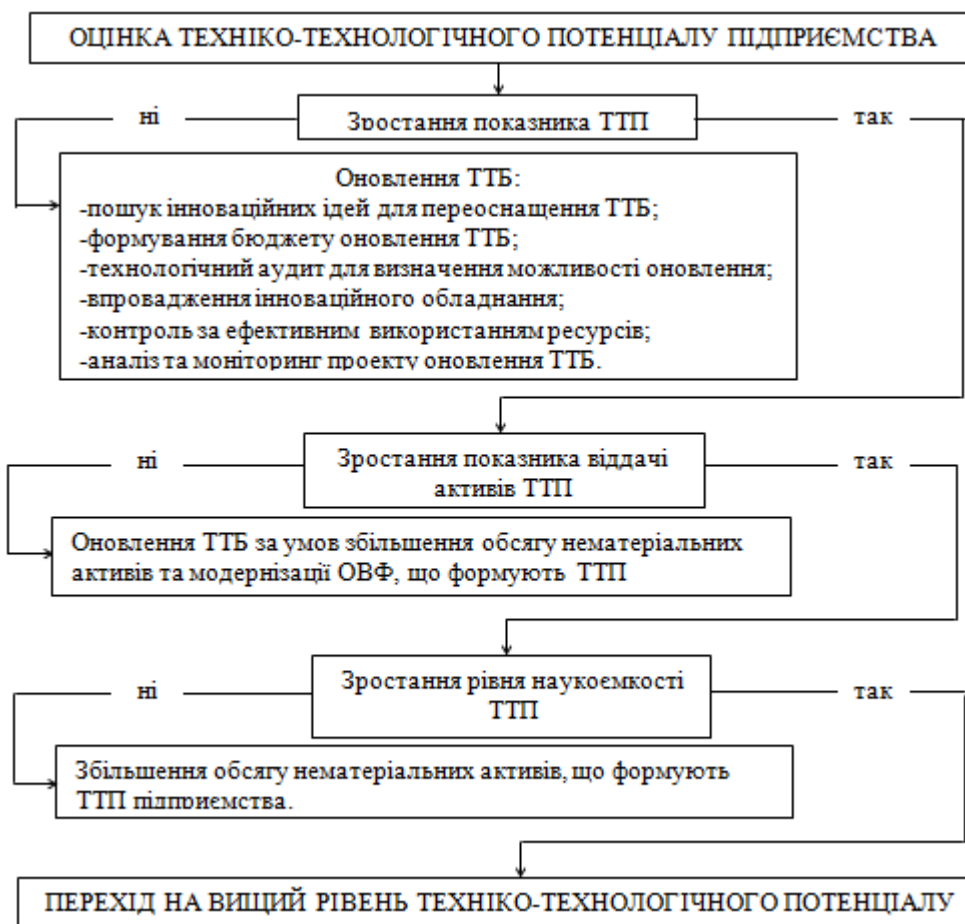 ОЦІНКА ТЕХНІКО-ТЕХНОЛОГІЧНОГО ПОТЕНЦІАЛУ ПІДПРИЄМСТВА
ні
Зростання показника ТТП
так
Оновлення ТТБ:
-пошук інноваційних ідей для переоснащення ТТБ;
-формування бюджету оновлення ТТБ;
-технологічний аудит для визначення можливості оновлення;
-впровадження інноваційного обладнання;
-контроль за ефективним використанням ресурсів;
-аналіз та моніторинг проекту оновлення ТТБ.
ні
Зростання показника віддачі
активів ТТП
так
Оновлення ТТБ за умов збільшення обсягу нематеріальних
активів та модернізації ОВФ, що формують ТТП
ні
Зростання рівня наукоємкості
ТТП
так
Збільшення обсягу нематеріальних активів, що формують
ТТП підприємства.
ПЕРЕХІД НА ВИЩИЙ РІВЕНЬ ТЕХНІКО-ТЕХНОЛОГІЧНОГО ПОТЕНЦІАЛУ